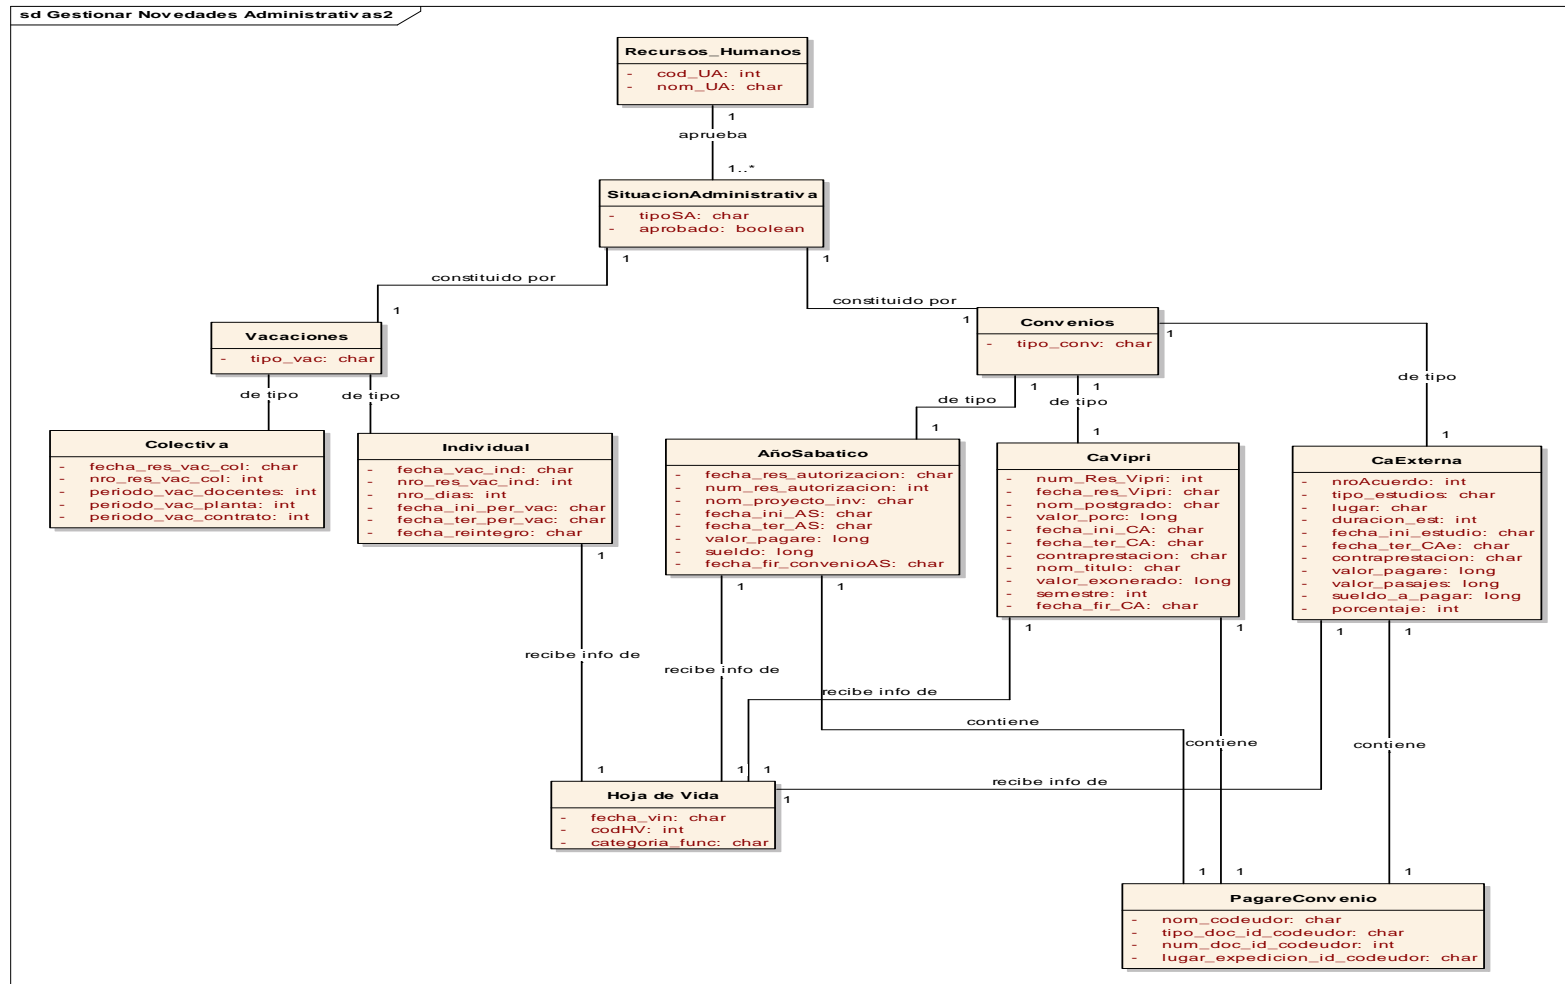 sd Gestionar Novedades Administrativas2
Recursos_Humanos
- cod_UA: int
- nom_UA: char
1
aprueba
1..*
SituacionAdministrativa
- tipoSA: char
- aprobado: boolean
1
1
constituido por
constituido por
1
1
Vacaciones
- tipo_vac: char
Convenios
- tipo_conv: char
1
de tipo
de tipo
1
1
de tipo
de tipo
de tipo
1
1
1
Colectiva
- fecha_res_vac_col: char
- nro_res_vac_col: int
- periodo_vac_docentes: int
- periodo_vac_planta: int
- periodo_vac_contrato: int
Individual
- fecha_vac_ind: char
- nro_res_vac_ind: int
- nro_dias: int
- fecha_ini_per_vac: char
- fecha_ter_per_vac: char
- fecha_reintegro: char
AñoSabatico
- fecha_res_autorizacion: char
- num_res_autorizacion: int
- nom_proyecto_inv: char
- fecha_ini_AS: char
- fecha_ter_AS: char
- valor_pagare: long
- sueldo: long
- fecha_fir_convenioAS: char
CaVipri
- num_Res_Vipri: int
- fecha_res_Vipri: char
- nom_postgrado: char
- valor_porc: long
- fecha_ini_CA: char
- fecha_ter_CA: char
- contraprestacion: char
- nom_titulo: char
- valor_exonerado: long
- semestre: int
- fecha_fir_CA: char
CaExterna
- nroAcuerdo: int
- tipo_estudios: char
- lugar: char
- duracion_est: int
- fecha_ini_estudio: char
- fecha_ter_CAe: char
- contraprestacion: char
- valor_pagare: long
- valor_pasajes: long
- sueldo_a_pagar: long
- porcentaje: int
1
1
1
1
1
1
1
recibe info de
recibe info de
recibe info de
contiene
contiene
contiene
recibe info de
1
1
1
1
Hoja de Vida
- fecha_vin: char
- codHV: int
- categoria_func: char
1
1
1
PagareConvenio
- nom_codeudor: char
- tipo_doc_id_codeudor: char
- num_doc_id_codeudor: int
- lugar_expedicion_id_codeudor: char